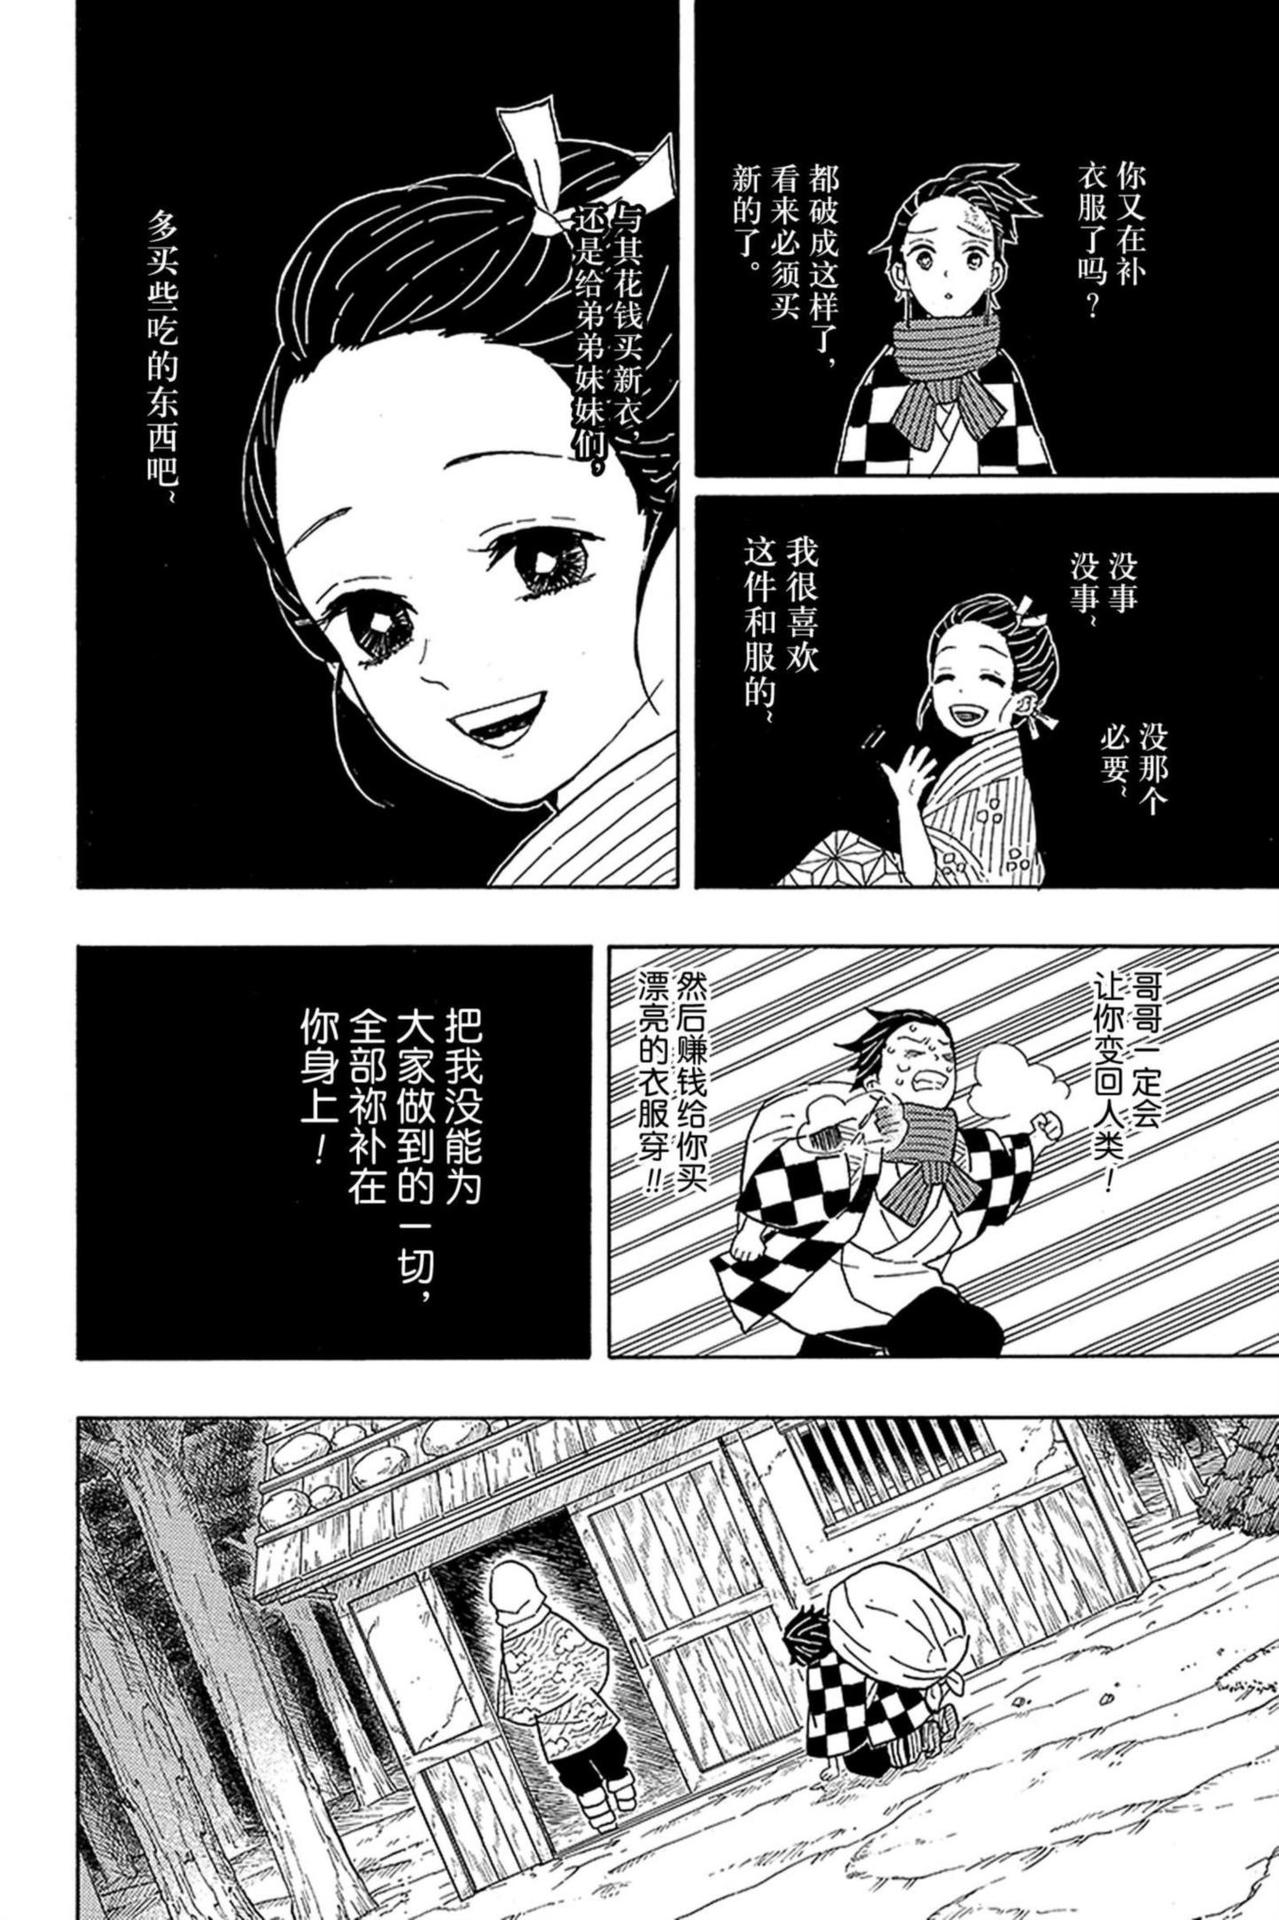 你又在补
衣服了吗？
都破成这样了，
看来必须买
新的了。
没事
没事~
没那个
必要~
我很喜欢
这件和服的~
与其花钱买新衣，
还是给弟弟妹妹们，
多买些吃的东西吧~
哥哥一定会
让你变回人类！
然后赚钱给你买
漂亮的衣服穿！！
把我没能为
大家做到的一切，
全部祢补在
你身上！